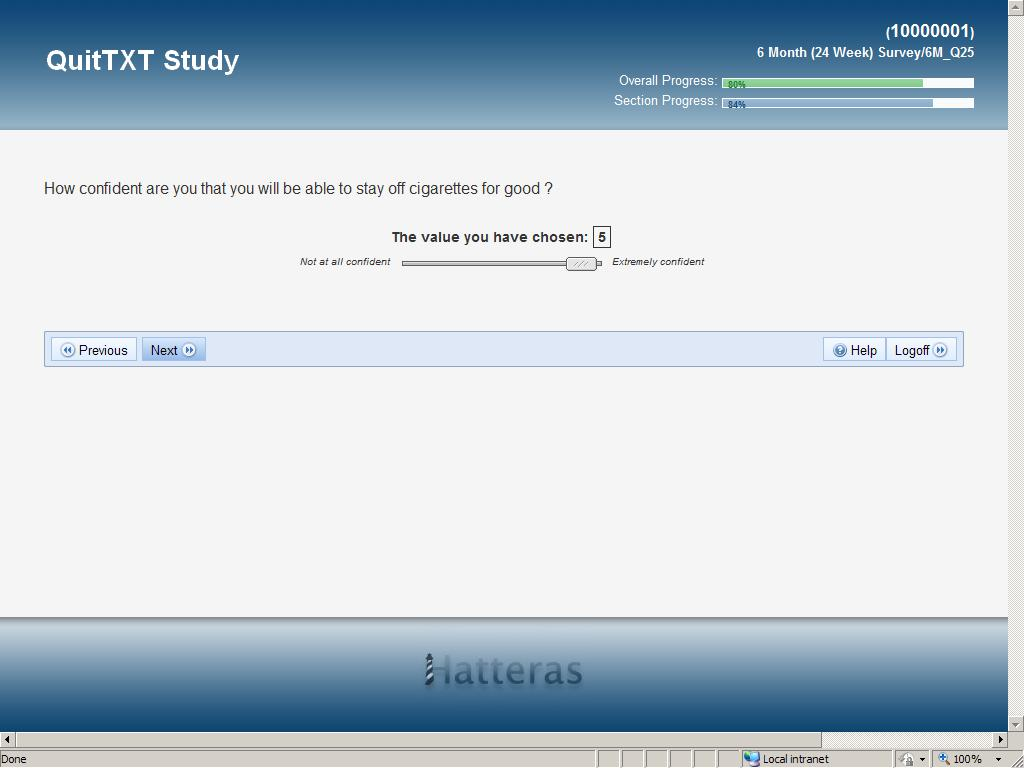 (10000001)
QuitTXT Study
6 Month (24 Week) Survey/6M_Q25
Overall Progress: 80%
Section Progress: 84%
How confident are you that you will be able to stay off cigarettes for good ?
The value you have chosen: 5
Not at all confident Extremely confident
Previous Next Help Logoff
Hatteras
Done Local intranet 100%